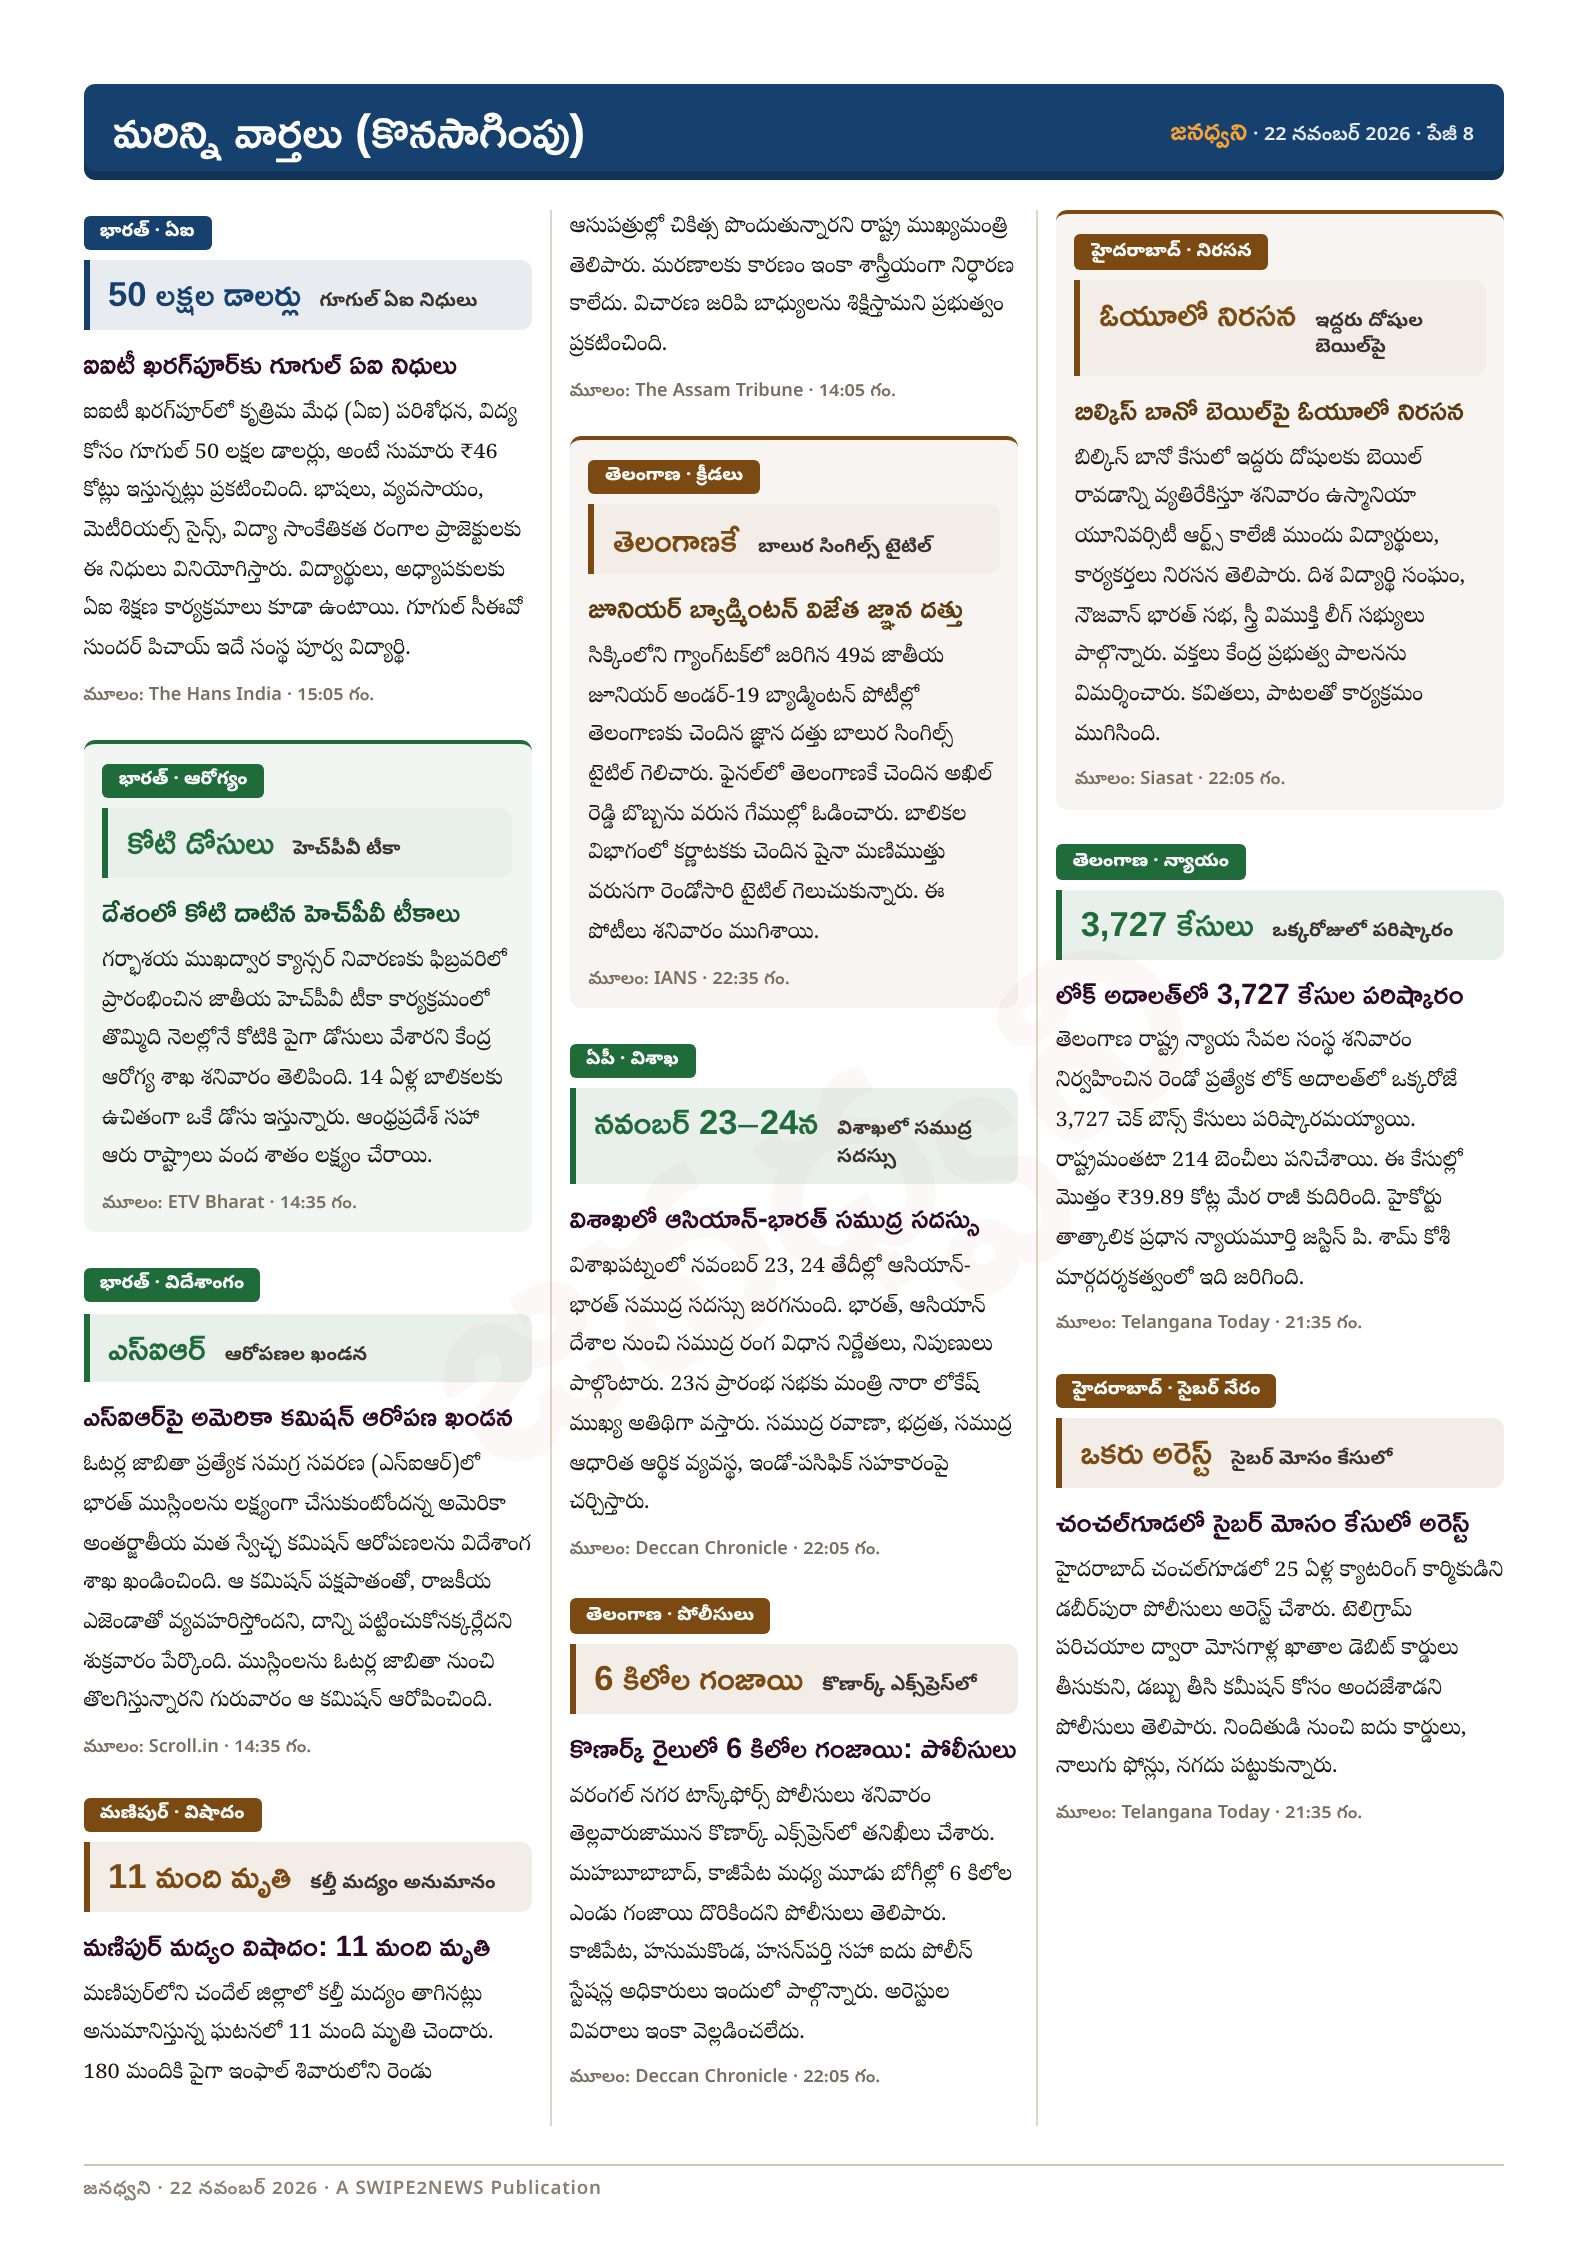 మరిన్ని వార్తలు (కొనసాగింపు)
జనధ్వని · 22 నవంబర్ 2026 · పేజీ 8
భారత్ · ఏఐ
50 లక్షల డాలర్లు గూగుల్ ఏఐ నిధులు
ఐఐటీ ఖరగ్‌పూర్‌కు గూగుల్ ఏఐ నిధులు
ఐఐటీ ఖరగ్‌పూర్‌లో కృత్రిమ మేధ (ఏఐ) పరిశోధన, విద్య
కోసం గూగుల్ 50 లక్షల డాలర్లు, అంటే సుమారు ₹46
కోట్లు ఇస్తున్నట్లు ప్రకటించింది. భాషలు, వ్యవసాయం,
మెటీరియల్స్ సైన్స్, విద్యా సాంకేతికత రంగాల ప్రాజెక్టులకు
ఈ నిధులు వినియోగిస్తారు. విద్యార్థులు, అధ్యాపకులకు
ఏఐ శిక్షణ కార్యక్రమాలు కూడా ఉంటాయి. గూగుల్ సీఈవో
సుందర్ పిచాయ్ ఇదే సంస్థ పూర్వ విద్యార్థి.
మూలం: The Hans India · 15:05 గం.
భారత్ · ఆరోగ్యం
కోటి డోసులు హెచ్‌పీవీ టీకా
దేశంలో కోటి దాటిన హెచ్‌పీవీ టీకాలు
గర్భాశయ ముఖద్వార క్యాన్సర్ నివారణకు ఫిబ్రవరిలో
ప్రారంభించిన జాతీయ హెచ్‌పీవీ టీకా కార్యక్రమంలో
తొమ్మిది నెలల్లోనే కోటికి పైగా డోసులు వేశారని కేంద్ర
ఆరోగ్య శాఖ శనివారం తెలిపింది. 14 ఏళ్ల బాలికలకు
ఉచితంగా ఒకే డోసు ఇస్తున్నారు. ఆంధ్రప్రదేశ్ సహా
ఆరు రాష్ట్రాలు వంద శాతం లక్ష్యం చేరాయి.
మూలం: ETV Bharat · 14:35 గం.
భారత్ · విదేశాంగం
ఎస్ఐఆర్ ఆరోపణల ఖండన
ఎస్ఐఆర్‌పై అమెరికా కమిషన్ ఆరోపణ ఖండన
ఓటర్ల జాబితా ప్రత్యేక సమగ్ర సవరణ (ఎస్ఐఆర్)లో
భారత్ ముస్లింలను లక్ష్యంగా చేసుకుంటోందన్న అమెరికా
అంతర్జాతీయ మత స్వేచ్ఛ కమిషన్ ఆరోపణలను విదేశాంగ
శాఖ ఖండించింది. ఆ కమిషన్ పక్షపాతంతో, రాజకీయ
ఎజెండాతో వ్యవహరిస్తోందని, దాన్ని పట్టించుకోనక్కర్లేదని
శుక్రవారం పేర్కొంది. ముస్లింలను ఓటర్ల జాబితా నుంచి
తొలగిస్తున్నారని గురువారం ఆ కమిషన్ ఆరోపించింది.
మూలం: Scroll.in · 14:35 గం.
మణిపుర్ · విషాదం
11 మంది మృతి కల్తీ మద్యం అనుమానం
మణిపుర్ మద్యం విషాదం: 11 మంది మృతి
మణిపుర్‌లోని చందేల్ జిల్లాలో కల్తీ మద్యం తాగినట్లు
అనుమానిస్తున్న ఘటనలో 11 మంది మృతి చెందారు.
180 మందికి పైగా ఇంఫాల్ శివారులోని రెండు
ఆసుపత్రుల్లో చికిత్స పొందుతున్నారని రాష్ట్ర ముఖ్యమంత్రి
తెలిపారు. మరణాలకు కారణం ఇంకా శాస్త్రీయంగా నిర్ధారణ
కాలేదు. విచారణ జరిపి బాధ్యులను శిక్షిస్తామని ప్రభుత్వం
ప్రకటించింది.
మూలం: The Assam Tribune · 14:05 గం.
తెలంగాణ · క్రీడలు
తెలంగాణకే బాలుర సింగిల్స్ టైటిల్
జూనియర్ బ్యాడ్మింటన్ విజేత జ్ఞాన దత్తు
సిక్కింలోని గ్యాంగ్‌టక్‌లో జరిగిన 49వ జాతీయ
జూనియర్ అండర్-19 బ్యాడ్మింటన్ పోటీల్లో
తెలంగాణకు చెందిన జ్ఞాన దత్తు బాలుర సింగిల్స్
టైటిల్ గెలిచారు. ఫైనల్‌లో తెలంగాణకే చెందిన అఖిల్
రెడ్డి బొబ్బను వరుస గేముల్లో ఓడించారు. బాలికల
విభాగంలో కర్ణాటకకు చెందిన షైనా మణిముత్తు
వరుసగా రెండోసారి టైటిల్ గెలుచుకున్నారు. ఈ
పోటీలు శనివారం ముగిశాయి.
మూలం: IANS · 22:35 గం.
ఏపీ · విశాఖ
నవంబర్ 23–24న విశాఖలో సముద్ర
సదస్సు
విశాఖలో ఆసియాన్-భారత్ సముద్ర సదస్సు
విశాఖపట్నంలో నవంబర్ 23, 24 తేదీల్లో ఆసియాన్-
భారత్ సముద్ర సదస్సు జరగనుంది. భారత్, ఆసియాన్
దేశాల నుంచి సముద్ర రంగ విధాన నిర్ణేతలు, నిపుణులు
పాల్గొంటారు. 23న ప్రారంభ సభకు మంత్రి నారా లోకేష్
ముఖ్య అతిథిగా వస్తారు. సముద్ర రవాణా, భద్రత, సముద్ర
ఆధారిత ఆర్థిక వ్యవస్థ, ఇండో-పసిఫిక్ సహకారంపై
చర్చిస్తారు.
మూలం: Deccan Chronicle · 22:05 గం.
తెలంగాణ · పోలీసులు
6 కిలోల గంజాయి కోణార్క్ ఎక్స్‌ప్రెస్‌లో
కోణార్క్ రైలులో 6 కిలోల గంజాయి: పోలీసులు
వరంగల్ నగర టాస్క్‌ఫోర్స్ పోలీసులు శనివారం
తెల్లవారుజామున కోణార్క్ ఎక్స్‌ప్రెస్‌లో తనిఖీలు చేశారు.
మహబూబాబాద్, కాజీపేట మధ్య మూడు బోగీల్లో 6 కిలోల
ఎండు గంజాయి దొరికిందని పోలీసులు తెలిపారు.
కాజీపేట, హనుమకొండ, హసన్‌పర్తి సహా ఐదు పోలీస్
స్టేషన్ల అధికారులు ఇందులో పాల్గొన్నారు. అరెస్టుల
వివరాలు ఇంకా వెల్లడించలేదు.
మూలం: Deccan Chronicle · 22:05 గం.
హైదరాబాద్ · నిరసన
ఓయూలో నిరసన ఇద్దరు దోషుల
బెయిల్‌పై
బిల్కిస్ బానో బెయిల్‌పై ఓయూలో నిరసన
బిల్కిస్ బానో కేసులో ఇద్దరు దోషులకు బెయిల్
రావడాన్ని వ్యతిరేకిస్తూ శనివారం ఉస్మానియా
యూనివర్సిటీ ఆర్ట్స్ కాలేజీ ముందు విద్యార్థులు,
కార్యకర్తలు నిరసన తెలిపారు. దిశ విద్యార్థి సంఘం,
నౌజవాన్ భారత్ సభ, స్త్రీ విముక్తి లీగ్ సభ్యులు
పాల్గొన్నారు. వక్తలు కేంద్ర ప్రభుత్వ పాలనను
విమర్శించారు. కవితలు, పాటలతో కార్యక్రమం
ముగిసింది.
మూలం: Siasat · 22:05 గం.
తెలంగాణ · న్యాయం
3,727 కేసులు ఒక్కరోజులో పరిష్కారం
లోక్ అదాలత్‌లో 3,727 కేసుల పరిష్కారం
తెలంగాణ రాష్ట్ర న్యాయ సేవల సంస్థ శనివారం
నిర్వహించిన రెండో ప్రత్యేక లోక్ అదాలత్‌లో ఒక్కరోజే
3,727 చెక్ బౌన్స్ కేసులు పరిష్కారమయ్యాయి.
రాష్ట్రమంతటా 214 బెంచీలు పనిచేశాయి. ఈ కేసుల్లో
మొత్తం ₹39.89 కోట్ల మేర రాజీ కుదిరింది. హైకోర్టు
తాత్కాలిక ప్రధాన న్యాయమూర్తి జస్టిస్ పి. శామ్ కోశీ
మార్గదర్శకత్వంలో ఇది జరిగింది.
మూలం: Telangana Today · 21:35 గం.
హైదరాబాద్ · సైబర్ నేరం
ఒకరు అరెస్ట్ సైబర్ మోసం కేసులో
చంచల్‌గూడలో సైబర్ మోసం కేసులో అరెస్ట్
హైదరాబాద్ చంచల్‌గూడలో 25 ఏళ్ల క్యాటరింగ్ కార్మికుడిని
డబీర్‌పురా పోలీసులు అరెస్ట్ చేశారు. టెలిగ్రామ్
పరిచయాల ద్వారా మోసగాళ్ల ఖాతాల డెబిట్ కార్డులు
తీసుకుని, డబ్బు తీసి కమీషన్ కోసం అందజేశాడని
పోలీసులు తెలిపారు. నిందితుడి నుంచి ఐదు కార్డులు,
నాలుగు ఫోన్లు, నగదు పట్టుకున్నారు.
మూలం: Telangana Today · 21:35 గం.
జనధ్వని
జనధ్వని · 22 నవంబర్ 2026 · A SWIPE2NEWS Publication